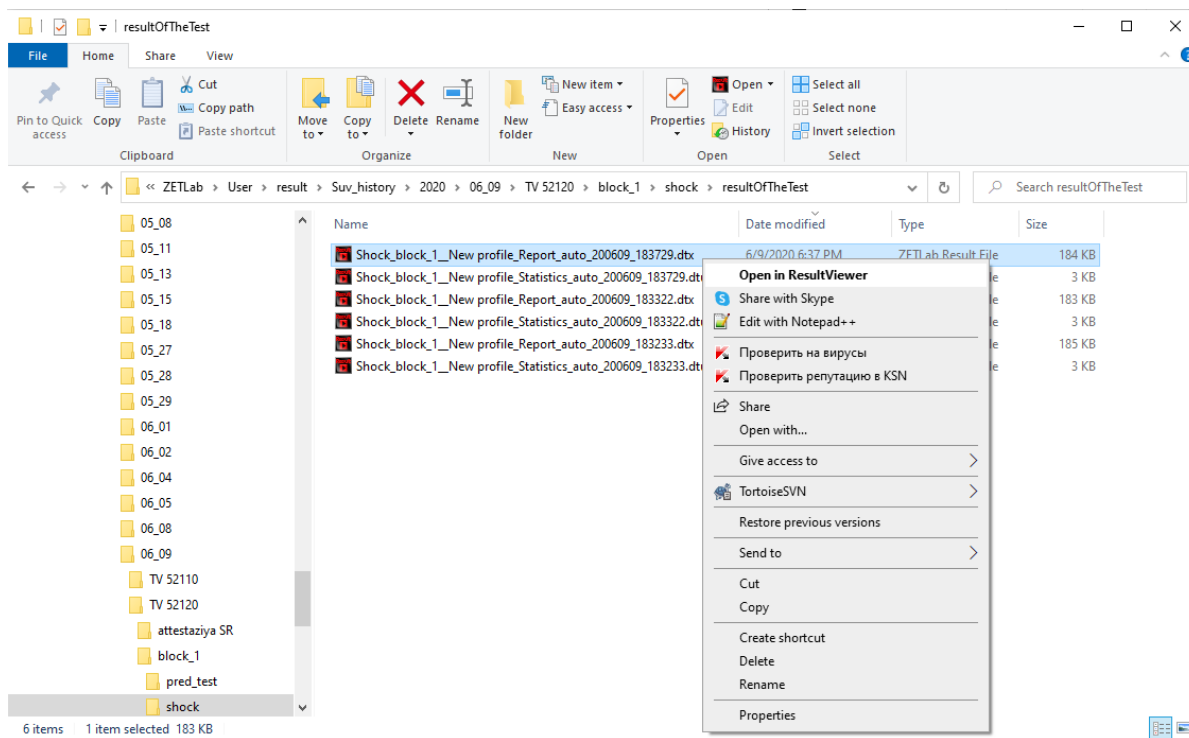 resultOfTheTest
File Home Share View
Pin to Quick access
Copy
Paste
Cut
Copy path
Paste shortcut
Clipboard
Move to
Copy to
Delete
Rename
Organize
New folder
New item
Easy access
New
Properties
Open
Edit
History
Open
Select all
Select none
Invert selection
Select
« ZETLab › User › result › Suv_history › 2020 › 06_09 › TV 52120 › block_1 › shock › resultOfTheTest
Search resultOfTheTest
05_08
05_11
05_13
05_15
05_18
05_27
05_28
05_29
06_01
06_02
06_04
06_05
06_08
06_09
TV 52110
TV 52120
attestaziya SR
block_1
pred_test
shock
Name Date modified Type Size
Shock_block_1__New profile_Report_auto_200609_183729.dtx 6/9/2020 6:37 PM ZETLab Result File 184 KB
Shock_block_1__New profile_Statistics_auto_200609_183729.dtu le 3 KB
Shock_block_1__New profile_Report_auto_200609_183322.dtx le 183 KB
Shock_block_1__New profile_Statistics_auto_200609_183322.dtu le 3 KB
Shock_block_1__New profile_Report_auto_200609_183233.dtx le 185 KB
Shock_block_1__New profile_Statistics_auto_200609_183233.dtu le 3 KB
Open in ResultViewer
Share with Skype
Edit with Notepad++
Проверить на вирусы
Проверить репутацию в KSN
Share
Open with...
Give access to
TortoiseSVN
Restore previous versions
Send to
Cut
Copy
Create shortcut
Delete
Rename
Properties
6 items 1 item selected 183 KB